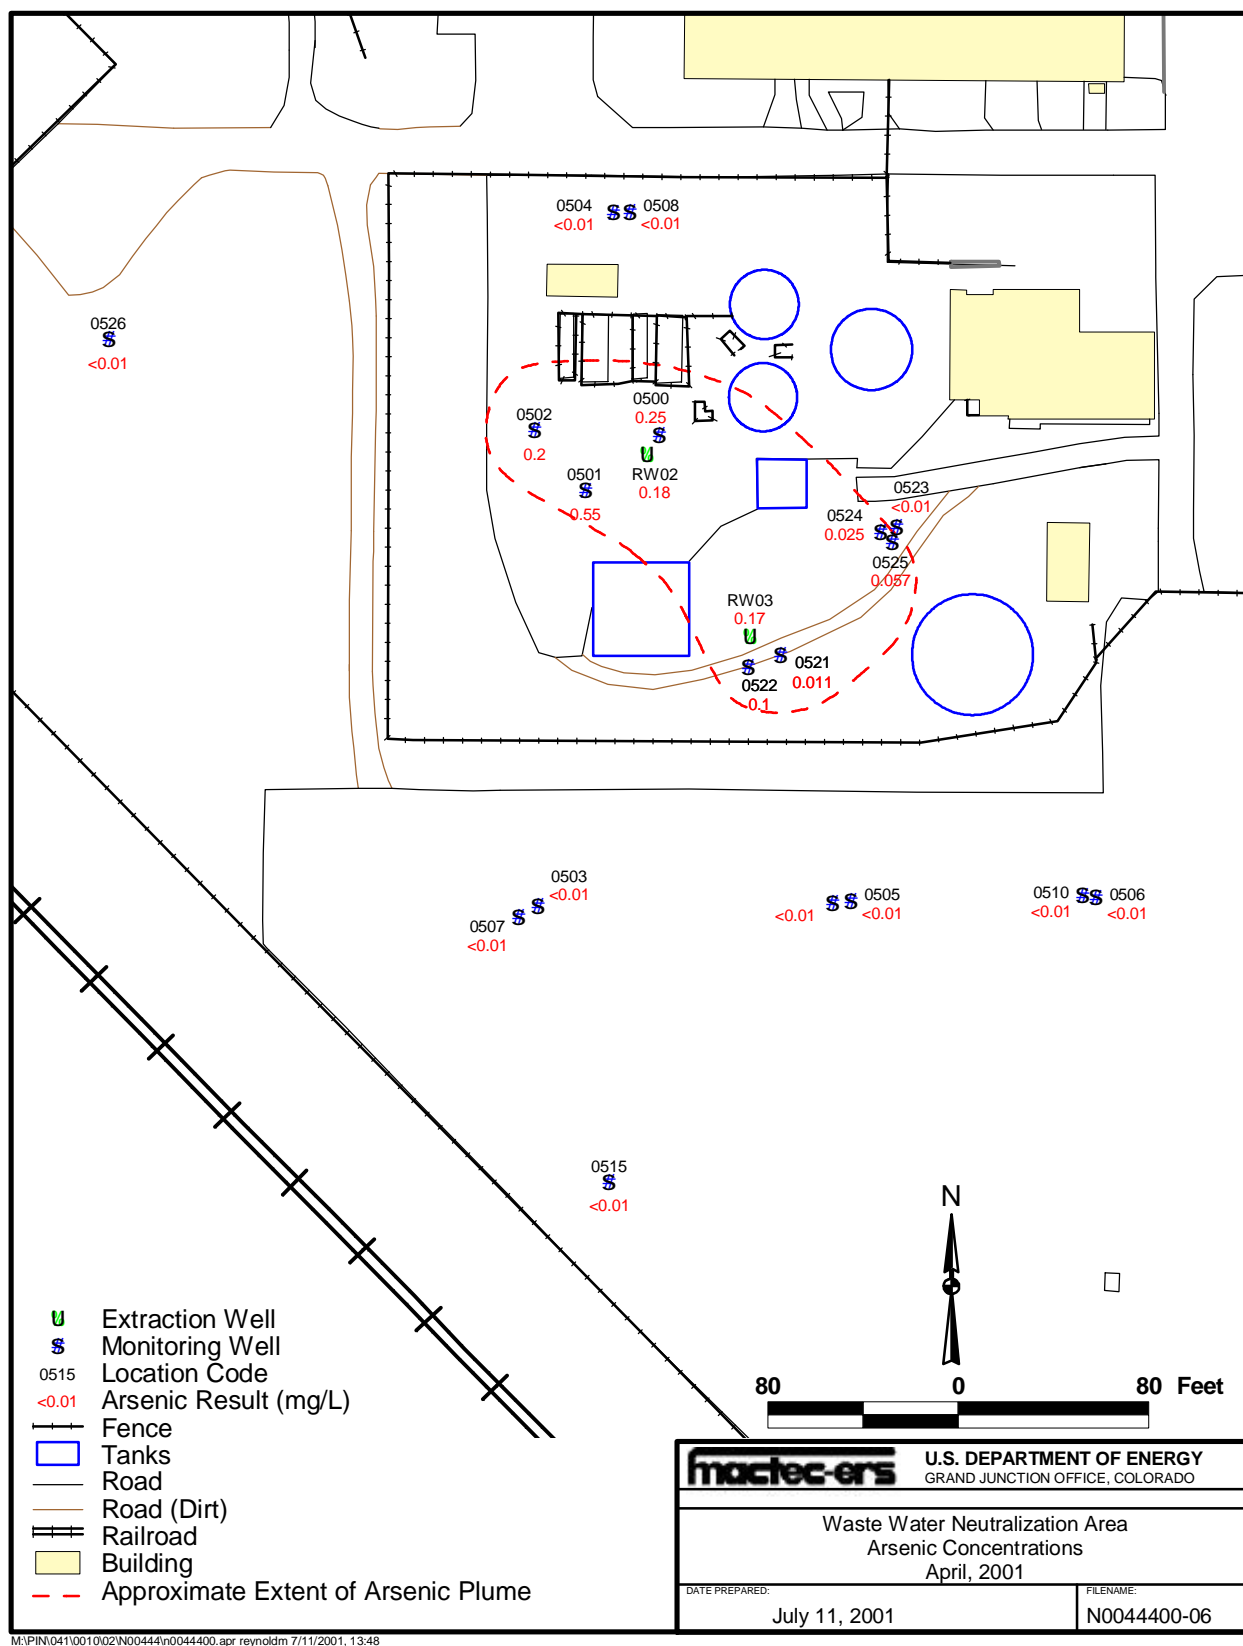 0504
<0.01
0508
<0.01
0526
<0.01
0502
0.2
0500
0.25
0501
0.55
RW02
0.18
0523
<0.01
0524
0.025
0525
0.057
RW03
0.17
0521
0.011
0522
0.1
0503
<0.01
0507
<0.01
<0.01
0505
<0.01
0510
<0.01
0506
<0.01
0515
<0.01
N
Extraction Well
Monitoring Well
0515 Location Code
<0.01 Arsenic Result (mg/L)
Fence
Tanks
Road
Road (Dirt)
Railroad
Building
Approximate Extent of Arsenic Plume
80 0 80 Feet
mactec-ers
U.S. DEPARTMENT OF ENERGY
GRAND JUNCTION OFFICE, COLORADO
Waste Water Neutralization Area
Arsenic Concentrations
April, 2001
DATE PREPARED:
July 11, 2001
FILENAME:
N0044400-06
M:\PIN\041\0010\02\N00444\n0044400.apr reynoldm 7/11/2001, 13:48